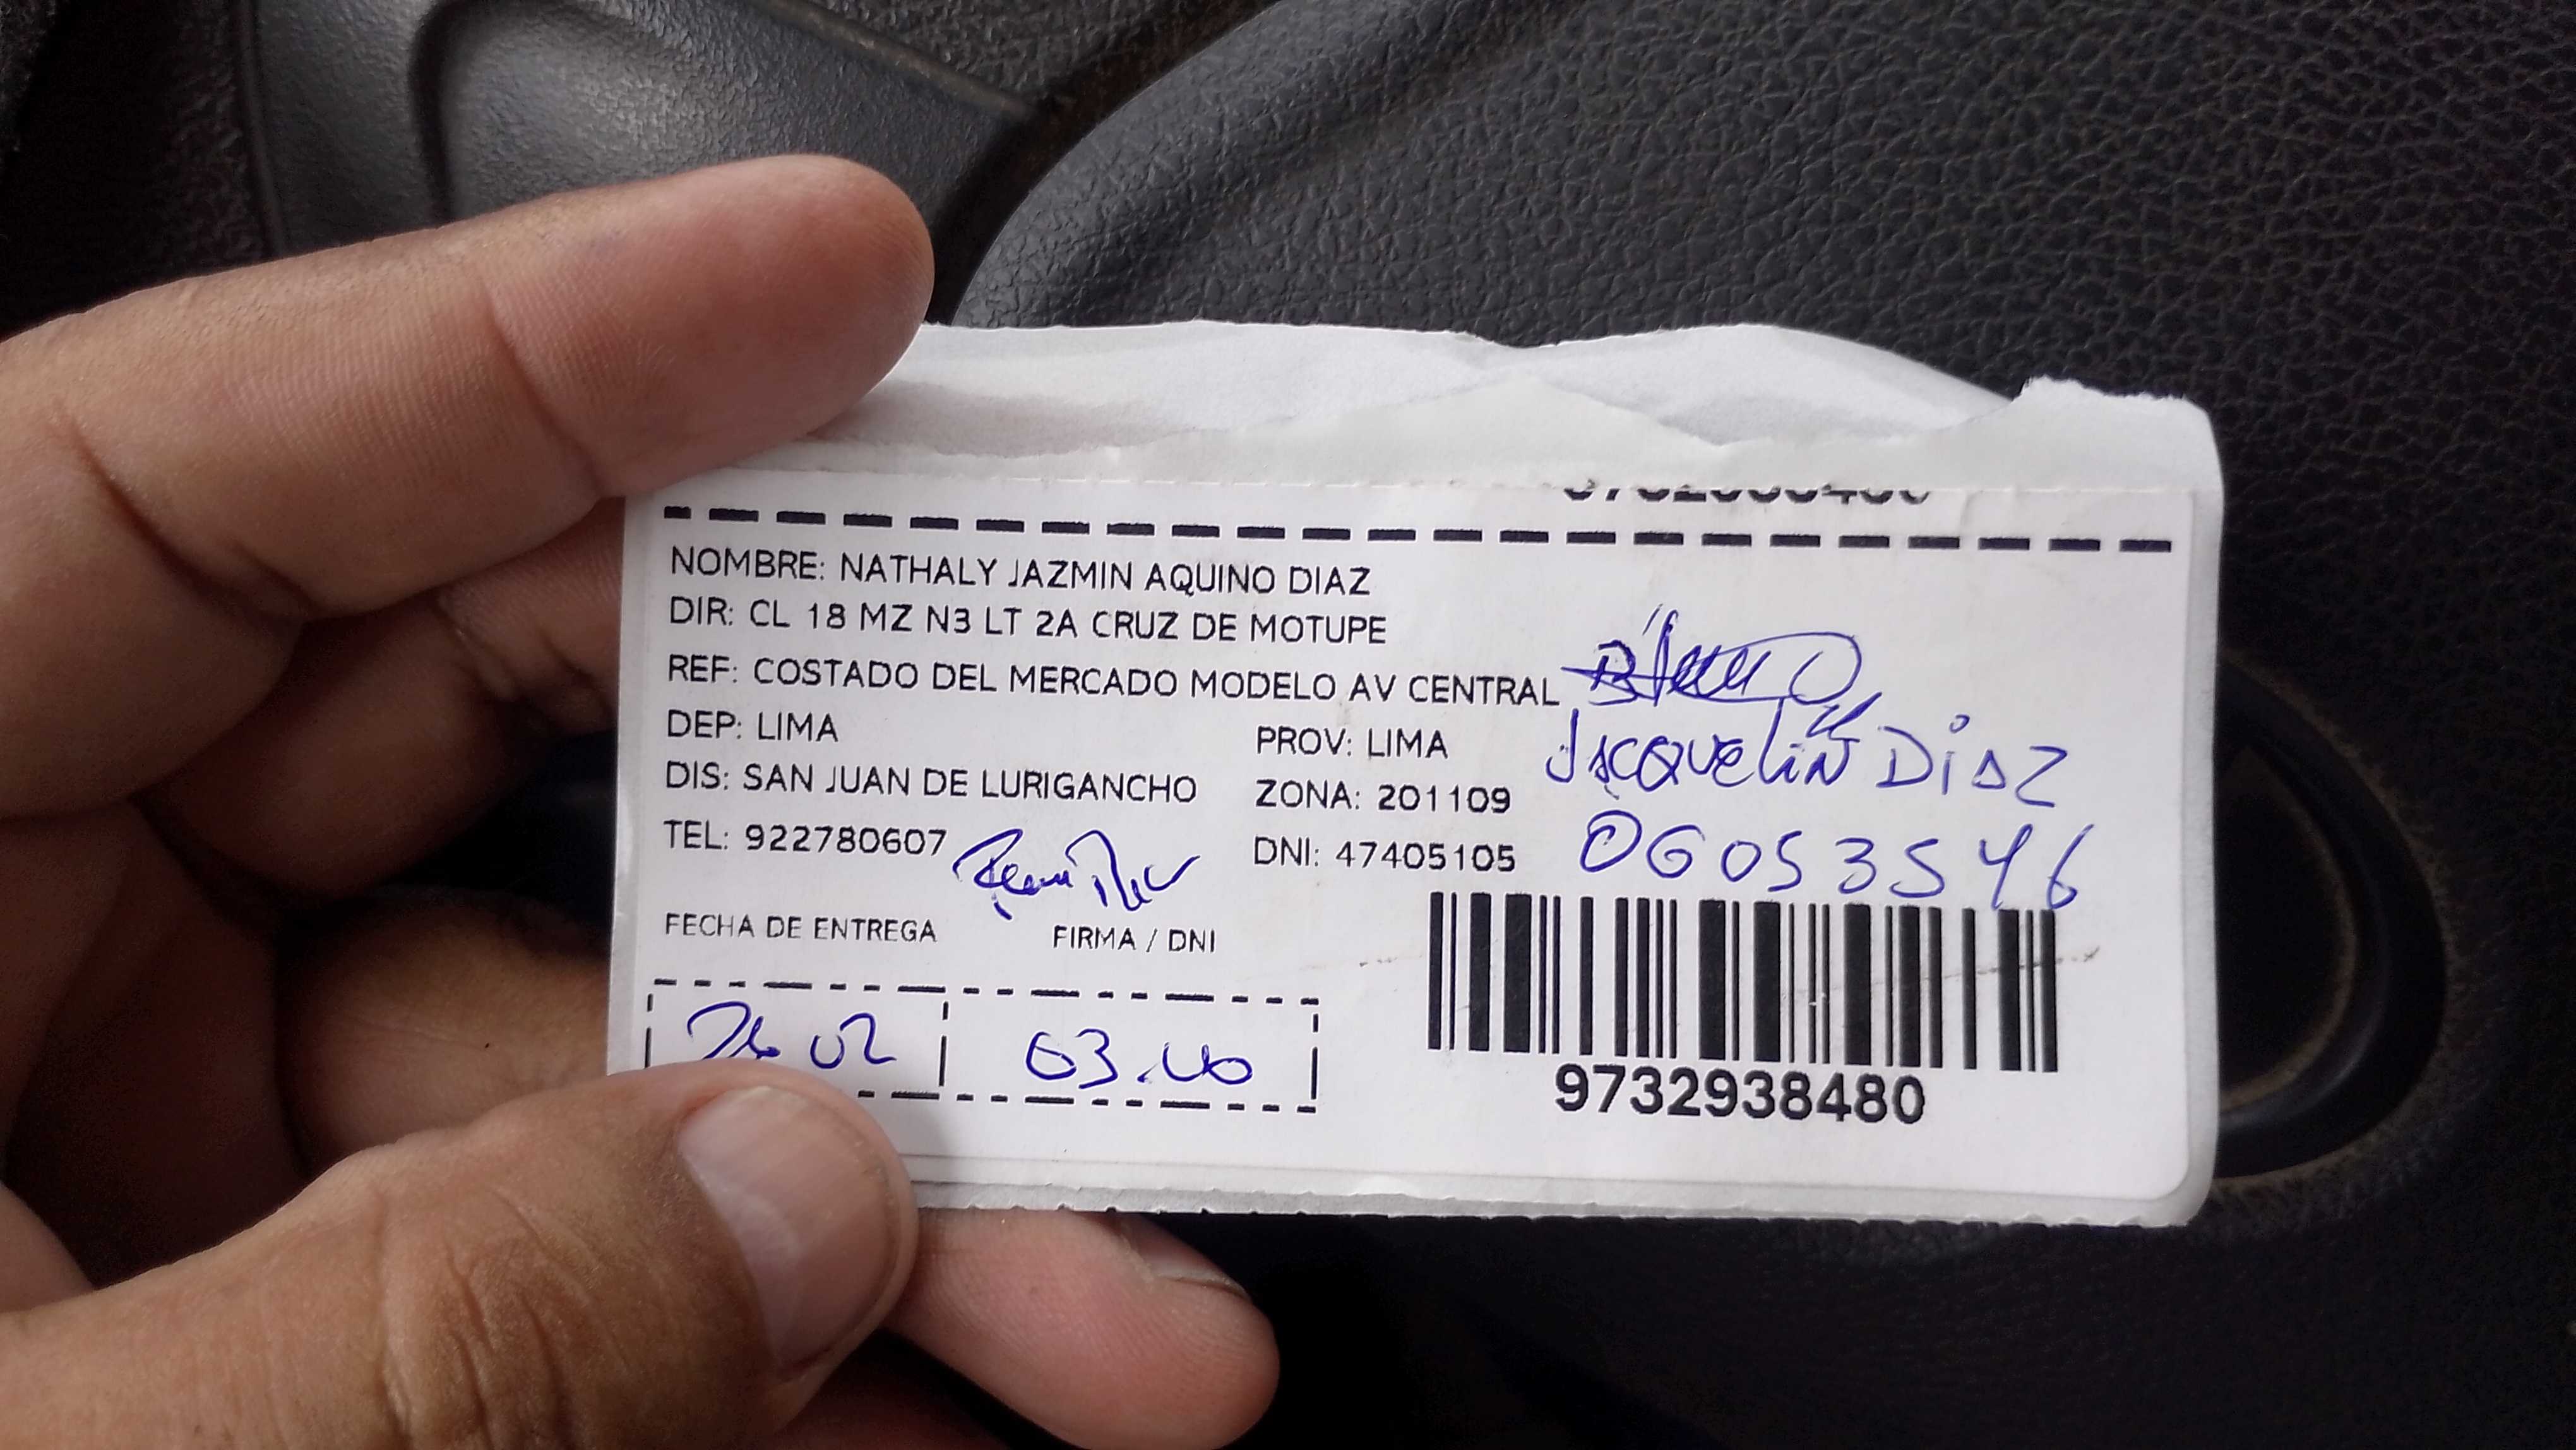 NOMBRE: NATHALY JAZMIN AQUINO DIAZ
DIR: CL 18 MZ N3 LT 2A CRUZ DE MOTUPE
REF: COSTADO DEL MERCADO MODELO AV CENTRAL
DEP: LIMA PROV: LIMA
JACQUELIN DIAZ
DIS: SAN JUAN DE LURIGANCHO ZONA: 201109
TEL: 922780607 DNI: 47405105
06053546
FECHA DE ENTREGA FIRMA / DNI
26 02 03.40
9732938480